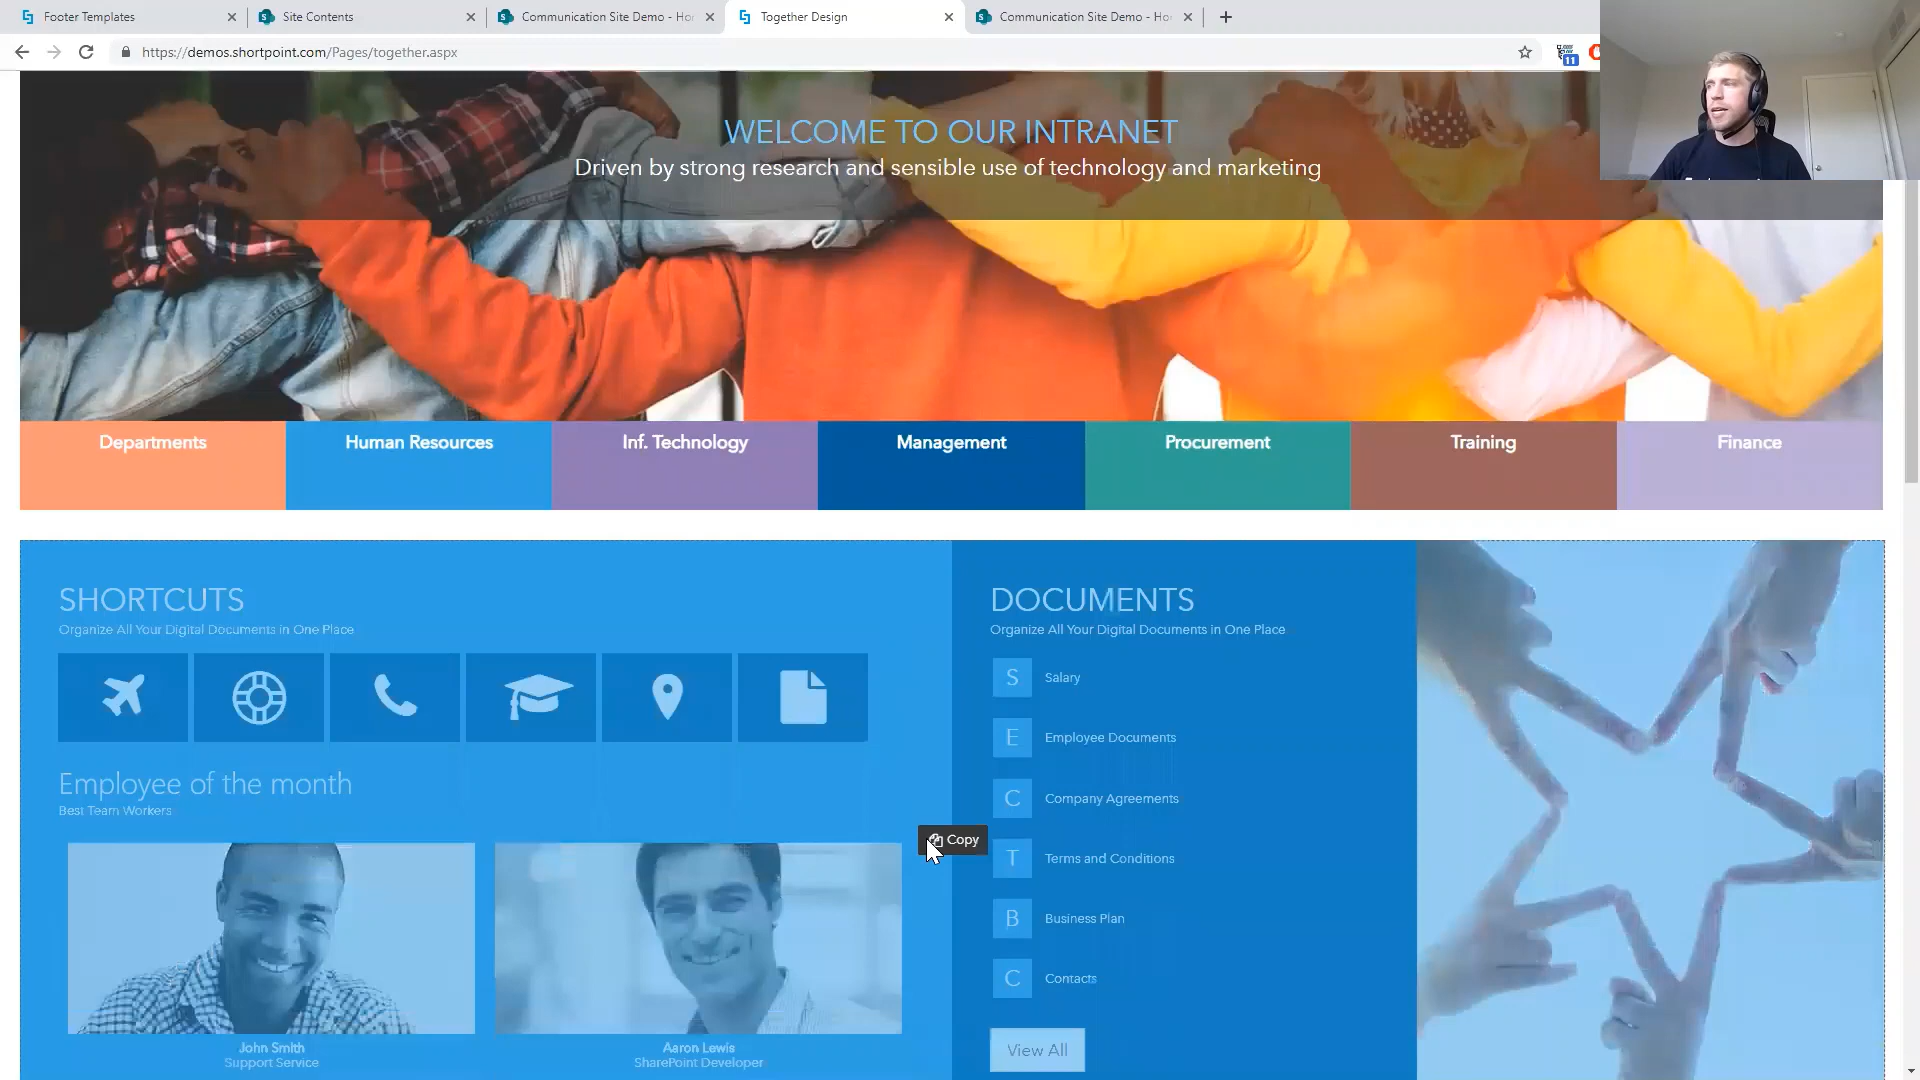 Footer Templates
Site Contents
Communication Site Demo - Ho
Together Design
Communication Site Demo - Ho
https://demos.shortpoint.com/Pages/together.aspx
11
WELCOME TO OUR INTRANET
Driven by strong research and sensible use of technology and marketing
Departments
Human Resources
Inf. Technology
Management
Procurement
Training
Finance
SHORTCUTS
Organize All Your Digital Documents in One Place
Employee of the month
Best Team Workers
John Smith
Support Service
Aaron Lewis
SharePoint Developer
Copy
DOCUMENTS
Organize All Your Digital Documents in One Place
S Salary
E Employee Documents
C Company Agreements
T Terms and Conditions
B Business Plan
C Contacts
View All